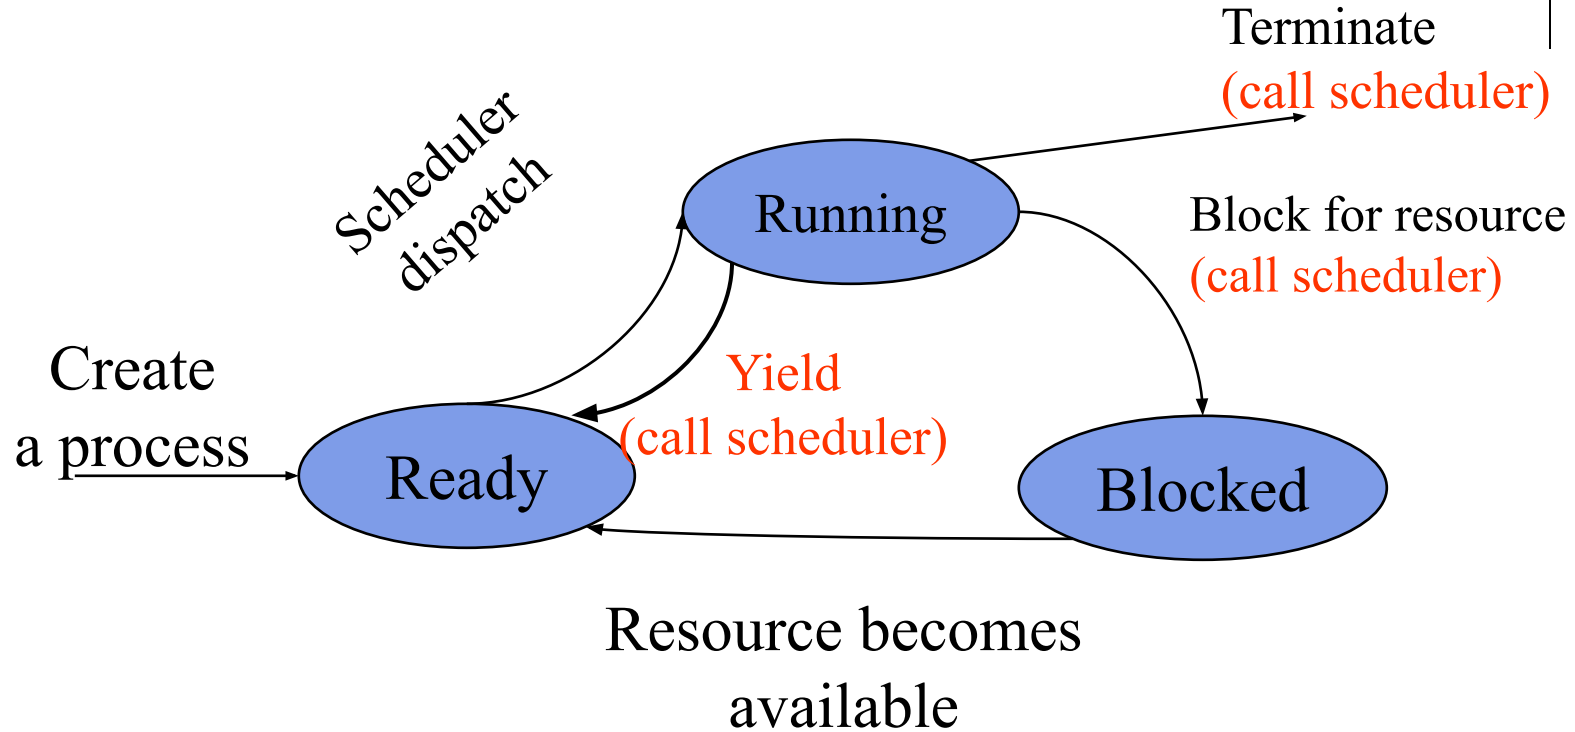 Terminate
(call scheduler)
Scheduler
dispatch
Running
Block for resource
(call scheduler)
Create
a process
Yield
(call scheduler)
Ready
Blocked
Resource becomes
available